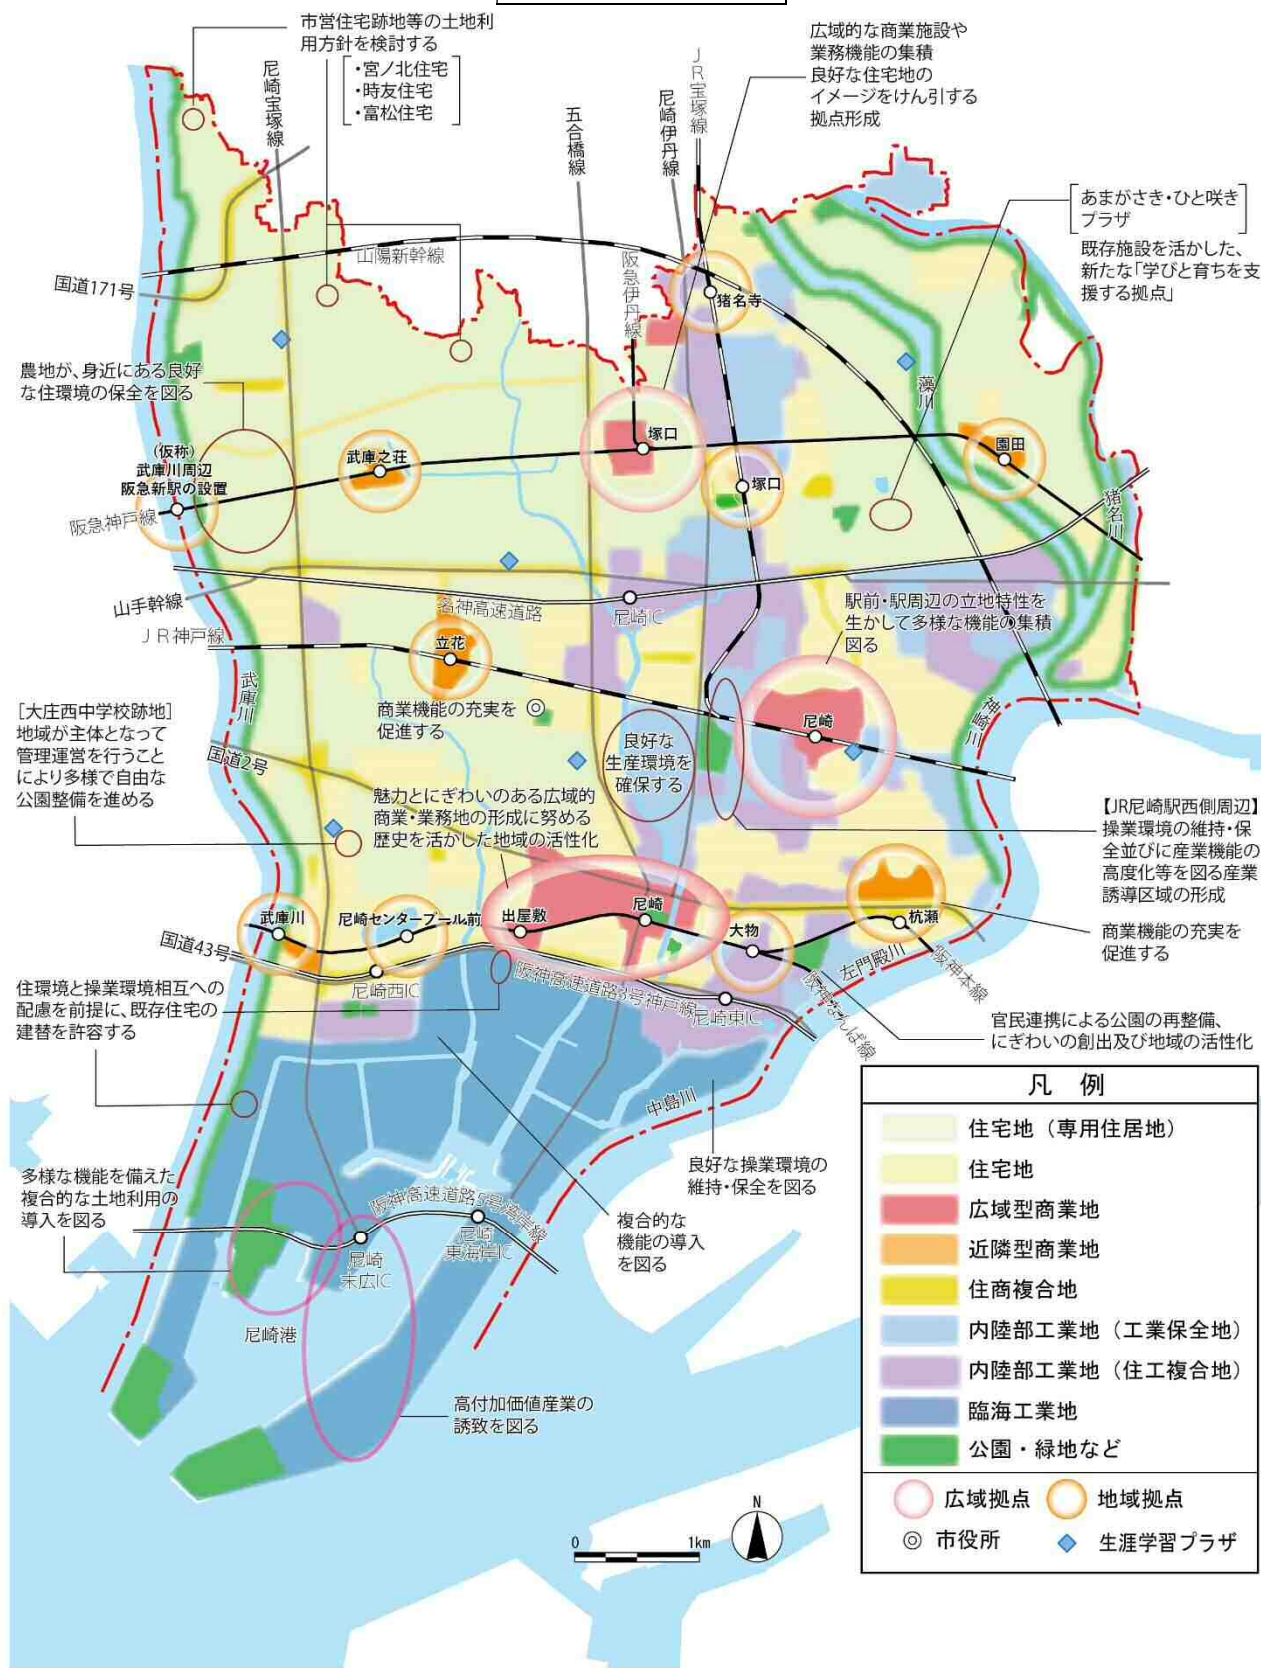 市営住宅跡地等の土地利
用方針を検討する
・宮ノ北住宅
・時友住宅
・富松住宅
広域的な商業施設や
業務機能の集積
良好な住宅地の
イメージをけん引する
拠点形成
尼崎宝塚線
五合橋線
尼崎伊丹線
JR宝塚線
あまがさき・ひと咲き
プラザ
既存施設を活かした、
新たな「学びと育ちを支
援する拠点」
山陽新幹線
阪急伊丹線
国道171号
猪名寺
農地が、身近にある良好
な住環境の保全を図る
藻川
(仮称)
武庫川周辺
阪急新駅の設置
武庫之荘
塚口
園田
塚口
阪急神戸線
猪名川
山手幹線
名神高速道路
尼崎IC
駅前・駅周辺の立地特性を
生かして多様な機能の集積
図る
JR神戸線
立花
武庫川
[大庄西中学校跡地]
地域が主体となって
管理運営を行うこと
により多様で自由な
公園整備を進める
商業機能の充実を
促進する
神崎川
尼崎
国道2号
良好な
生産環境を
確保する
魅力とにぎわいのある広域的
商業・業務地の形成に努める
歴史を活かした地域の活性化
【JR尼崎駅西側周辺】
操業環境の維持・保
全並びに産業機能の
高度化等を図る産業
誘導区域の形成
武庫川
尼崎センタープール前
出屋敷
尼崎
大物
杭瀬
商業機能の充実を
促進する
国道43号
尼崎西IC
阪神高速道路3号神戸線
尼崎東IC
左門殿川
阪神本線
阪神なんば線
住環境と操業環境相互への
配慮を前提に、既存住宅の
建替を許容する
官民連携による公園の再整備、
にぎわいの創出及び地域の活性化
中島川
良好な操業環境の
維持・保全を図る
多様な機能を備えた
複合的な土地利用の
導入を図る
阪神高速道路5号湾岸線
尼崎
東海岸IC
尼崎
末広IC
複合的な
機能の導入
を図る
尼崎港
高付加価値産業の
誘致を図る
凡 例
住宅地（専用住居地）
住宅地
広域型商業地
近隣型商業地
住商複合地
内陸部工業地（工業保全地）
内陸部工業地（住工複合地）
臨海工業地
公園・緑地など
広域拠点
地域拠点
市役所
生涯学習プラザ
N
0 1km